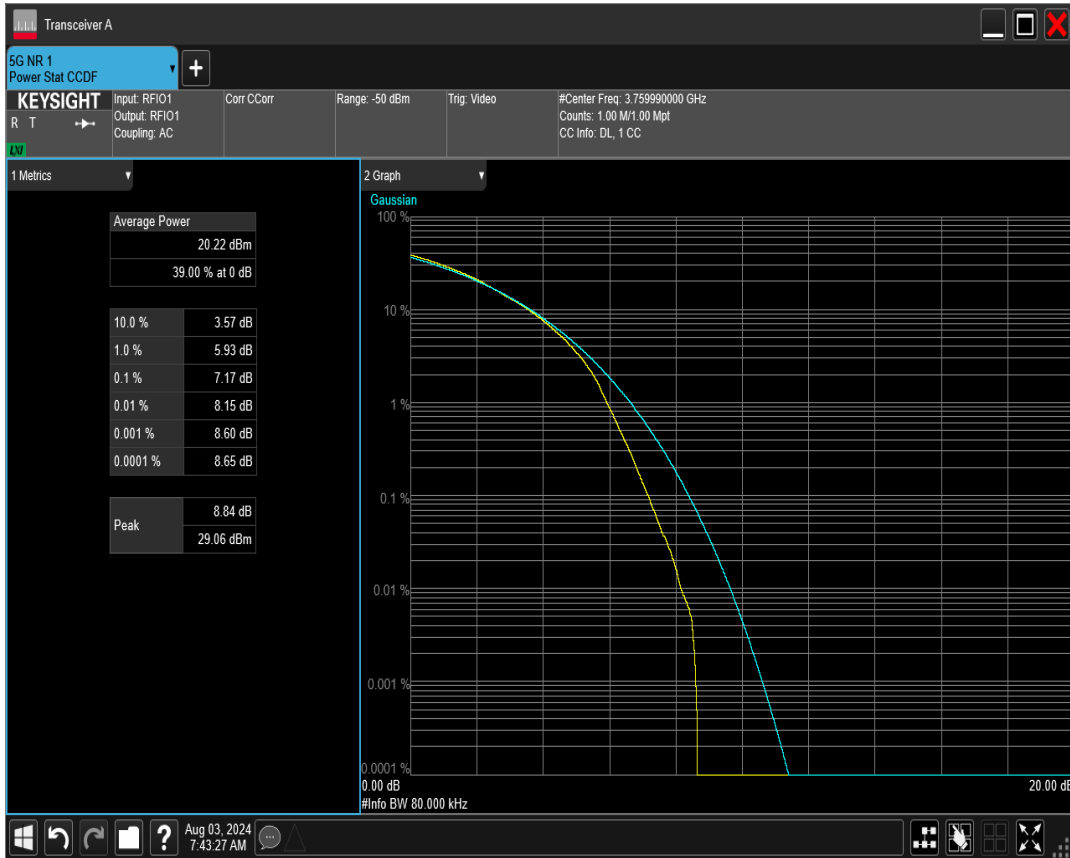 Transceiver A
5G NR 1
Power Stat CCDF
+
KEYSIGHT
R T
LXI
Input: RFIO1
Output: RFIO1
Coupling: AC
Corr CCorr
Range: -50 dBm
Trig: Video
#Center Freq: 3.759990000 GHz
Counts: 1.00 M/1.00 Mpt
CC Info: DL, 1 CC
1 Metrics
Average Power
20.22 dBm
39.00 % at 0 dB
10.0 % 3.57 dB
1.0 % 5.93 dB
0.1 % 7.17 dB
0.01 % 8.15 dB
0.001 % 8.60 dB
0.0001 % 8.65 dB
Peak
8.84 dB
29.06 dBm
2 Graph
Gaussian
100 %
10 %
1 %
0.1 %
0.01 %
0.001 %
0.0001 %
0.00 dB
20.00 dB
#Info BW 80.000 kHz
?
Aug 03, 2024
7:43:27 AM